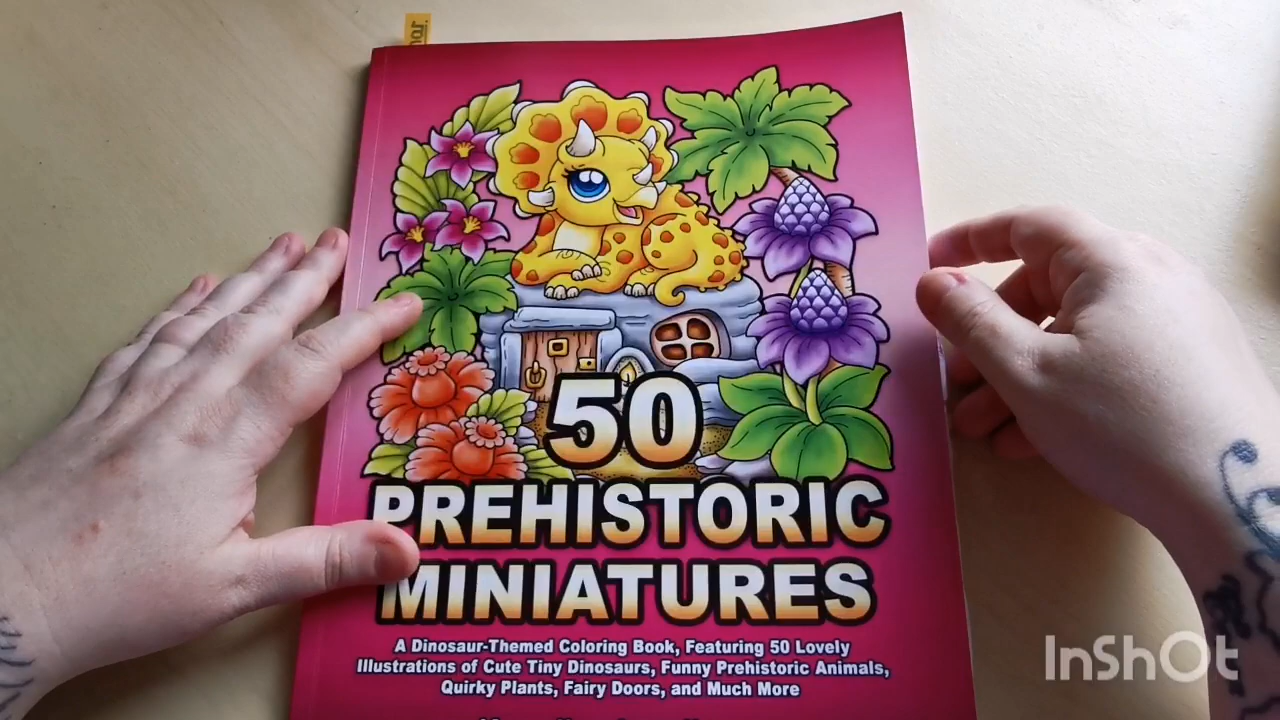 50
PREHISTORIC
MINIATURES
A Dinosaur-Themed Coloring Book, Featuring 50 Lovely
Illustrations of Cute Tiny Dinosaurs, Funny Prehistoric Animals,
Quirky Plants, Fairy Doors, and Much More
InShOt